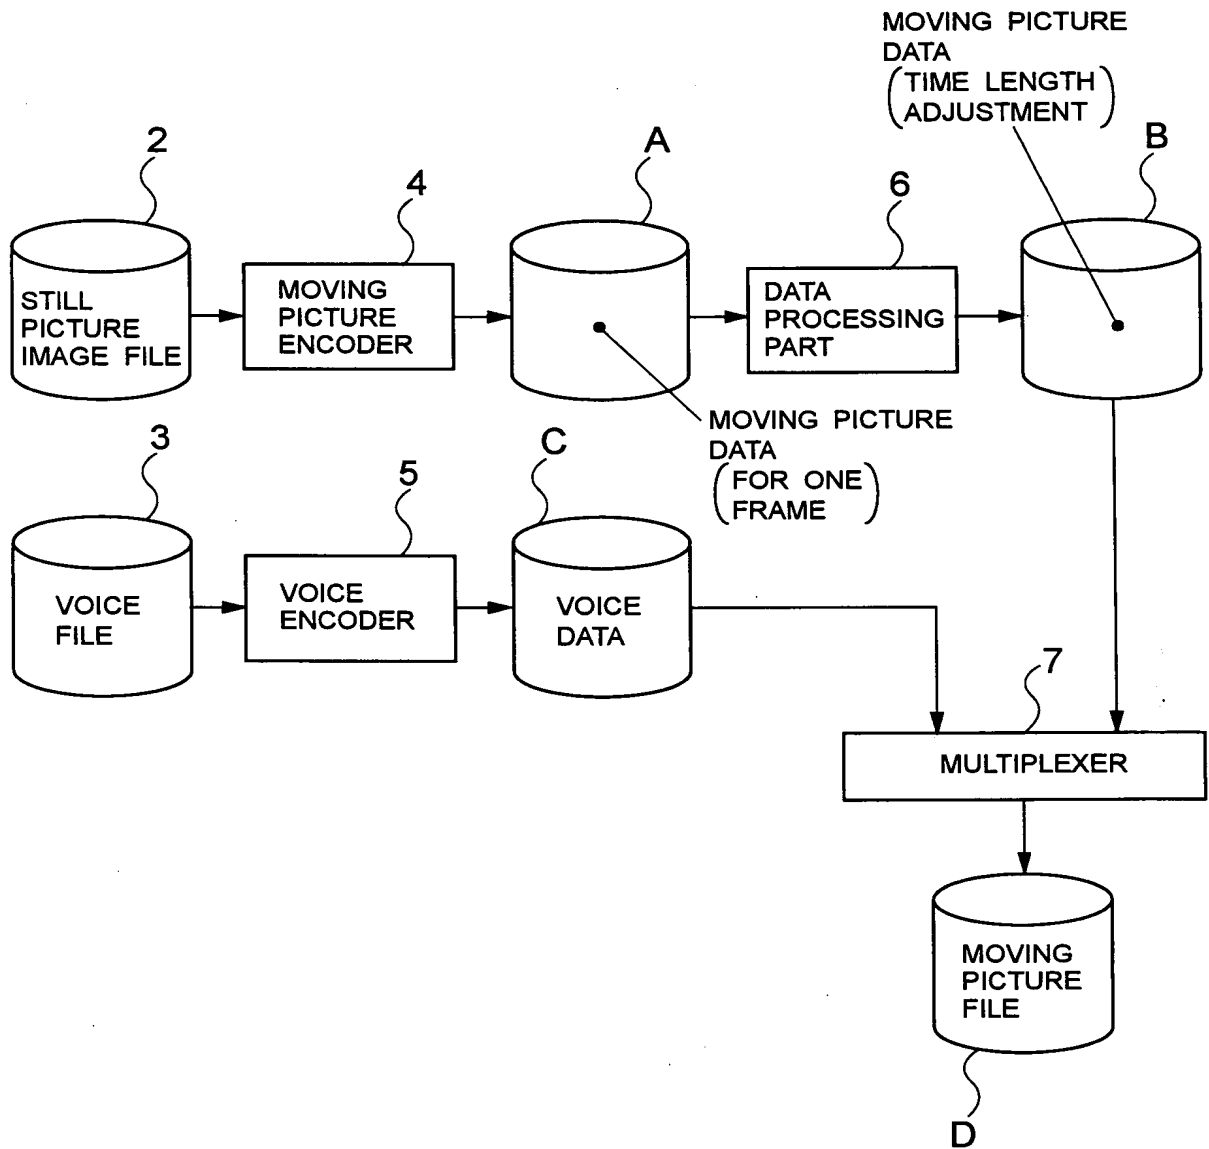 MOVING PICTURE
DATA
(TIME LENGTH
ADJUSTMENT)
2
A
B
4
6
STILL
PICTURE
IMAGE FILE
MOVING
PICTURE
ENCODER
DATA
PROCESSING
PART
MOVING PICTURE
DATA
(FOR ONE
FRAME)
3
5
C
VOICE
FILE
VOICE
ENCODER
VOICE
DATA
7
MULTIPLEXER
MOVING
PICTURE
FILE
D